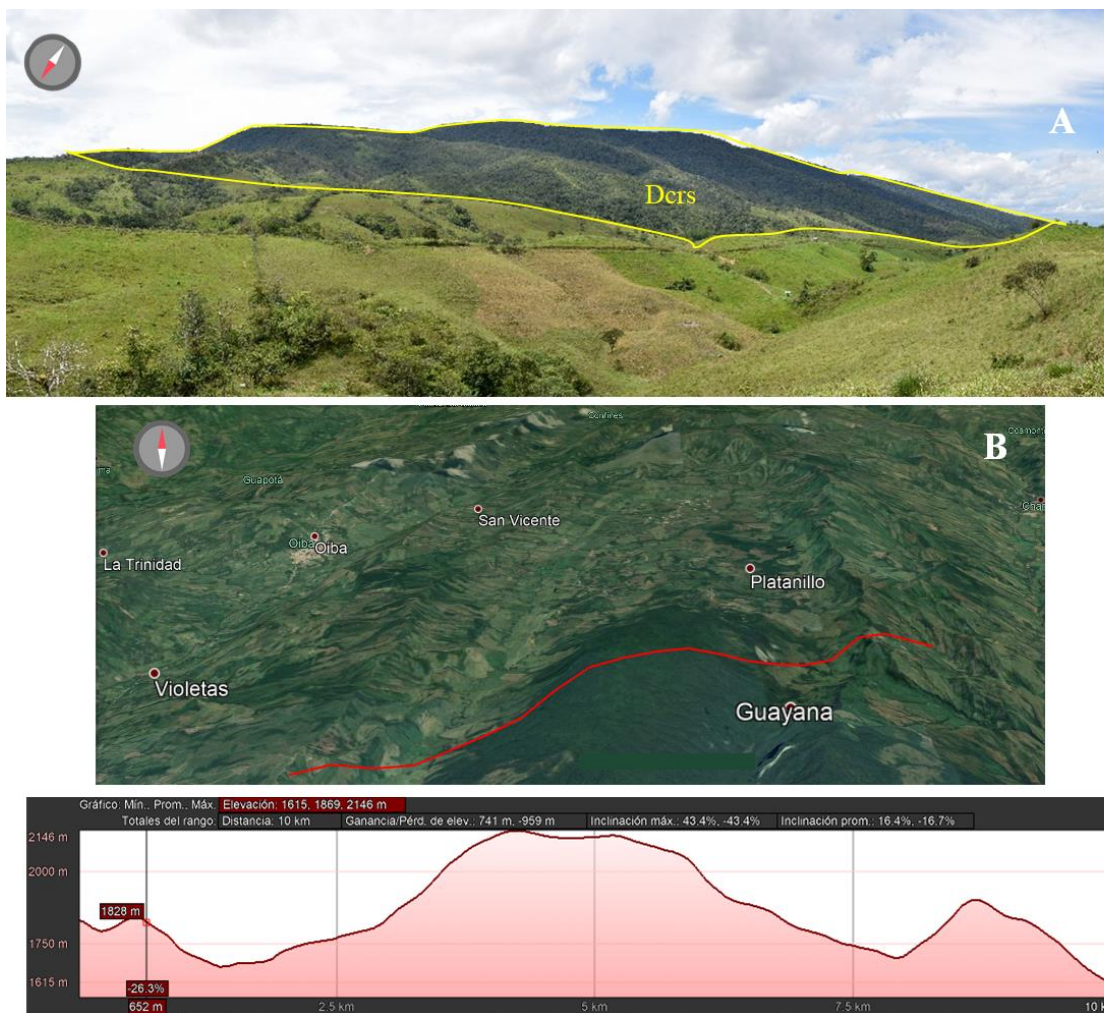 A
Dcrs
B
Confines
Guapotá
San Vicente
Oiba
Oiba
La Trinidad
Platanillo
Violetas
Guayana
Gráfico: Mín., Prom., Máx. Elevación: 1615, 1869, 2146 m
Totales del rango: Distancia: 10 km Ganancia/Pérd. de elev.: 741 m, -959 m Inclinación máx.: 43.4%, -43.4% Inclinación prom.: 16.4%, -16.7%
2146 m
2000 m
1828 m
1750 m
1615 m
-26.3%
652 m 2.5 km 5 km 7.5 km